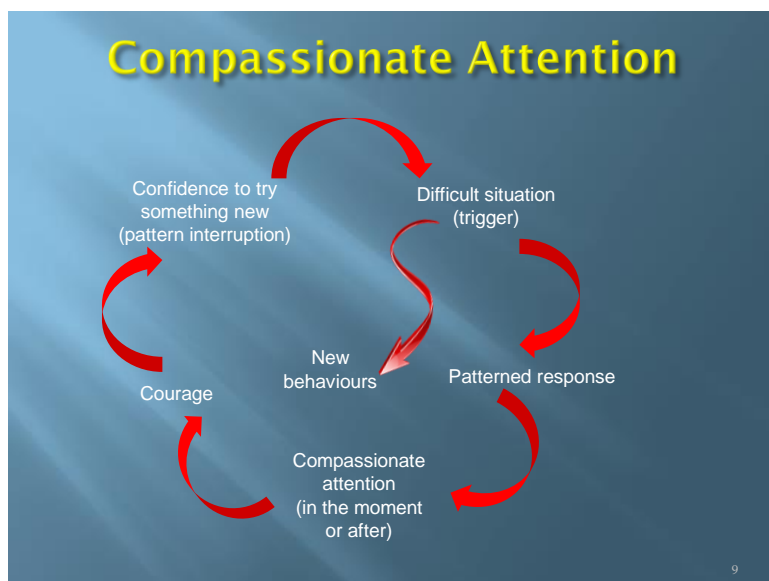 Compassionate Attention
Confidence to try
something new
(pattern interruption)
Difficult situation
(trigger)
New
behaviours
Patterned response
Courage
Compassionate
attention
(in the moment
or after)
9